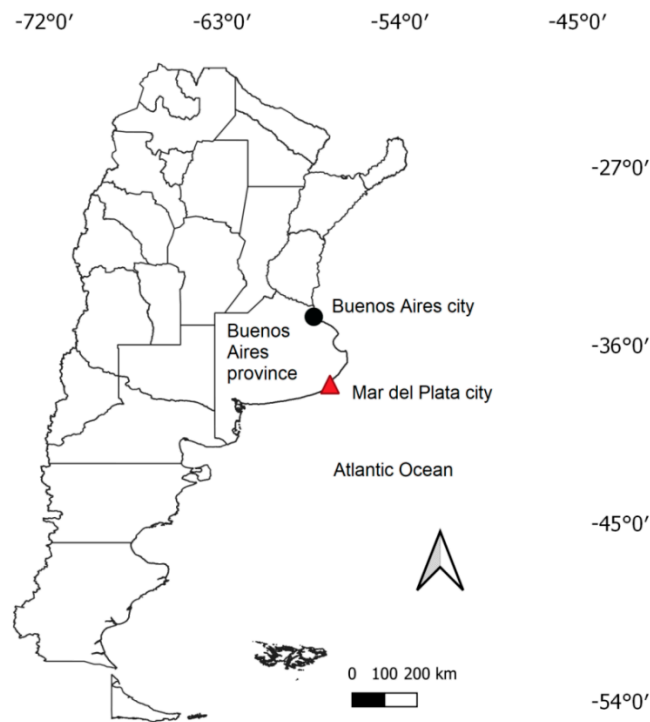 -72°0′ -63°0′ -54°0′ -45°0′
-27°0′
Buenos Aires city
Buenos
Aires
province
-36°0′
Mar del Plata city
Atlantic Ocean
-45°0′
0 100 200 km
-54°0′